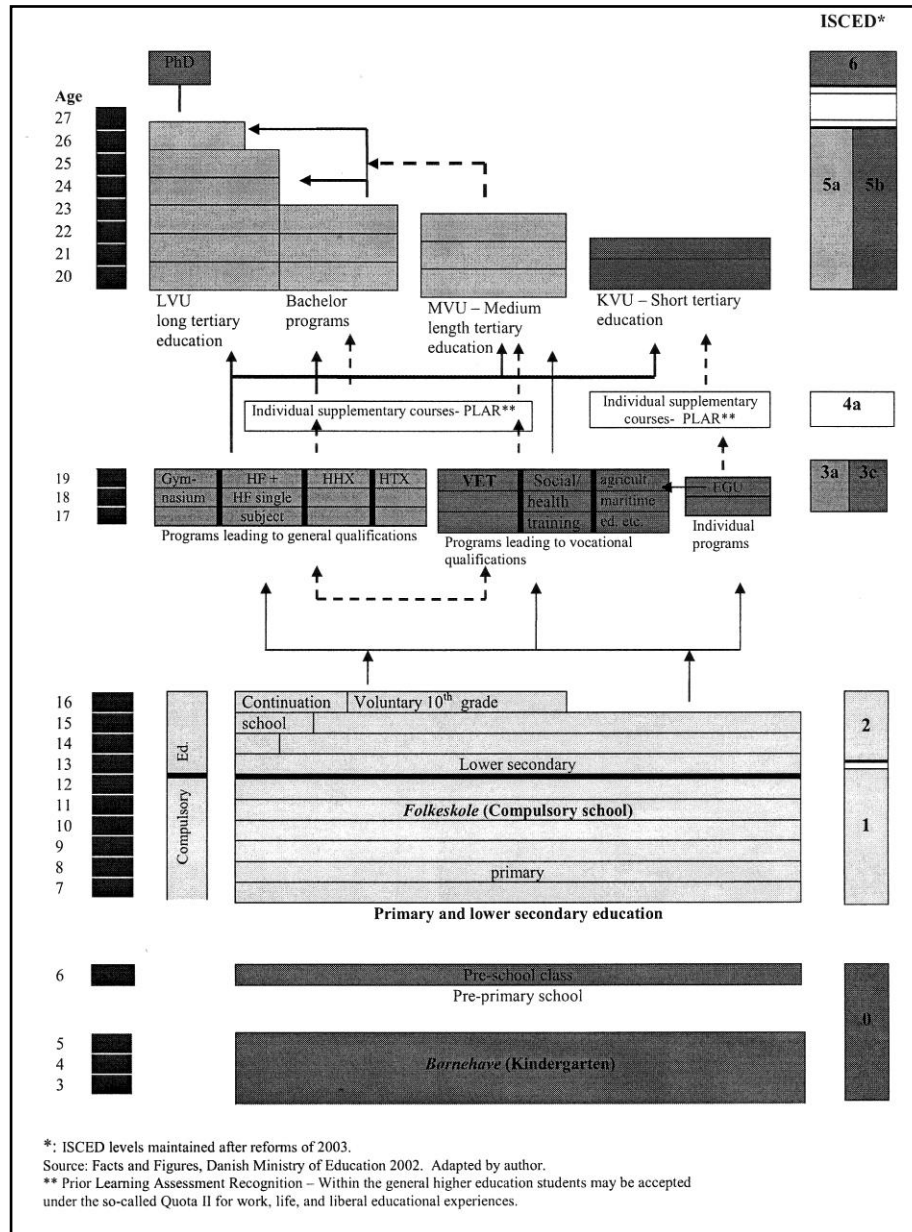 ISCED*
PhD
6
Age
27
26
25
24
23
22
21
20
5a
5b
LVU
long tertiary
education
Bachelor
programs
MVU – Medium
length tertiary
education
KVU – Short tertiary
education
Individual supplementary courses- PLAR**
Individual supplementary
courses- PLAR**
4a
19
18
17
Gym-
nasium
HF +
HF single
subject
HHX
HTX
VET
Social/
health
training
agricult,
maritime
ed. etc.
EGU
3a
3c
Programs leading to general qualifications
Programs leading to vocational
qualifications
Individual
programs
16
15
14
13
12
11
10
9
8
7
Ed.
Compulsory
Continuation
school
Voluntary 10th grade
Lower secondary
Folkeskole (Compulsory school)
primary
2
1
Primary and lower secondary education
6
Pre-school class
Pre-primary school
0
5
4
3
Børnehave (Kindergarten)
*: ISCED levels maintained after reforms of 2003.
Source: Facts and Figures, Danish Ministry of Education 2002. Adapted by author.
** Prior Learning Assessment Recognition – Within the general higher education students may be accepted
under the so-called Quota II for work, life, and liberal educational experiences.